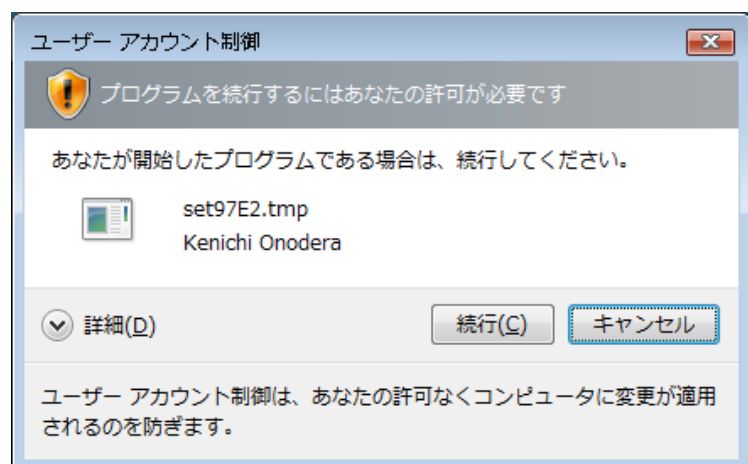 ユーザー アカウント制御
プログラムを続行するにはあなたの許可が必要です
あなたが開始したプログラムである場合は、続行してください。
set97E2.tmp
Kenichi Onodera
詳細(D)
続行(C)
キャンセル
ユーザー アカウント制御は、あなたの許可なくコンピュータに変更が適用
されるのを防ぎます。